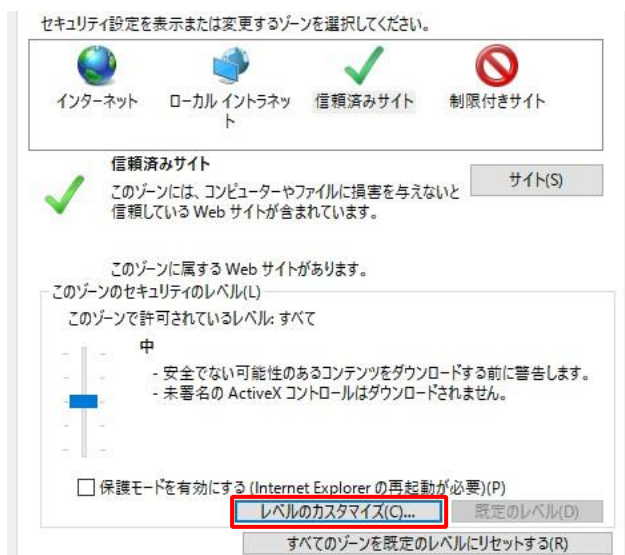 セキュリティ設定を表示または変更するゾーンを選択してください。
インターネット
ローカル イントラネッ
ト
信頼済みサイト
制限付きサイト
信頼済みサイト
サイト(S)
このゾーンには、コンピューターやファイルに損害を与えないと
信頼している Web サイトが含まれています。
このゾーンに属する Web サイトがあります。
このゾーンのセキュリティのレベル(L)
このゾーンで許可されているレベル: すべて
中
- 安全でない可能性のあるコンテンツをダウンロードする前に警告します。
- 未署名の ActiveX コントロールはダウンロードされません。
保護モードを有効にする (Internet Explorer の再起動が必要)(P)
レベルのカスタマイズ(C)...
既定のレベル(D)
すべてのゾーンを既定のレベルにリセットする(R)